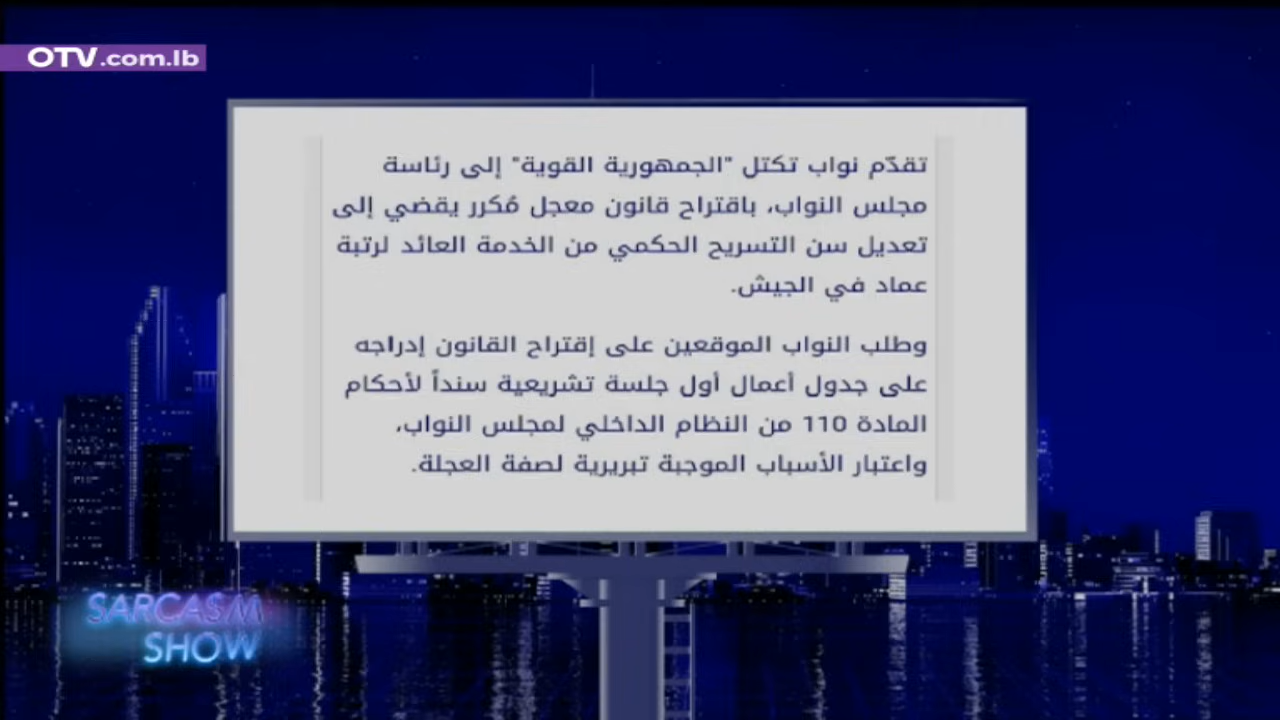 OTV.com.lb
تقدّم نواب تكتل "الجمهورية القوية" إلى رئاسة
مجلس النواب، باقتراح قانون معجل مُكرر يقضي إلى
تعديل سن التسريح الحكمي من الخدمة العائد لرتبة
عماد في الجيش.
وطلب النواب الموقعين على إقتراح القانون إدراجه
على جدول أعمال أول جلسة تشريعية سنداً لأحكام
المادة 110 من النظام الداخلي لمجلس النواب،
واعتبار الأسباب الموجبة تبريرية لصفة العجلة.
SARCASM
SHOW